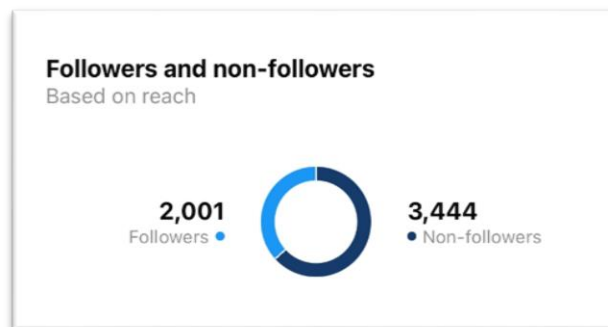 Followers and non-followers
Based on reach
2,001
Followers
3,444
Non-followers